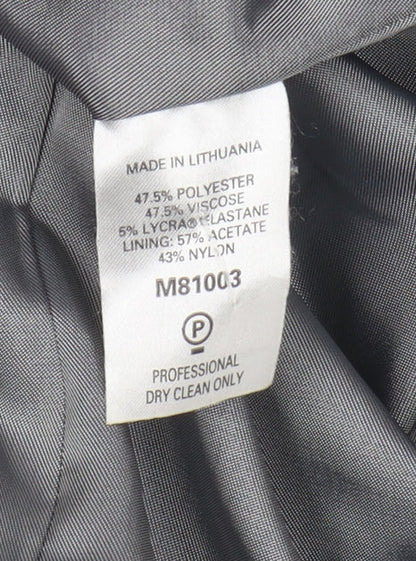 MADE IN LITHUANIA
47.5% POLYESTER
47.5% VISCOSE
5% LYCRA® ELASTANE
LINING: 57% ACETATE
43% NYLON
M81003
P
PROFESSIONAL
DRY CLEAN ONLY